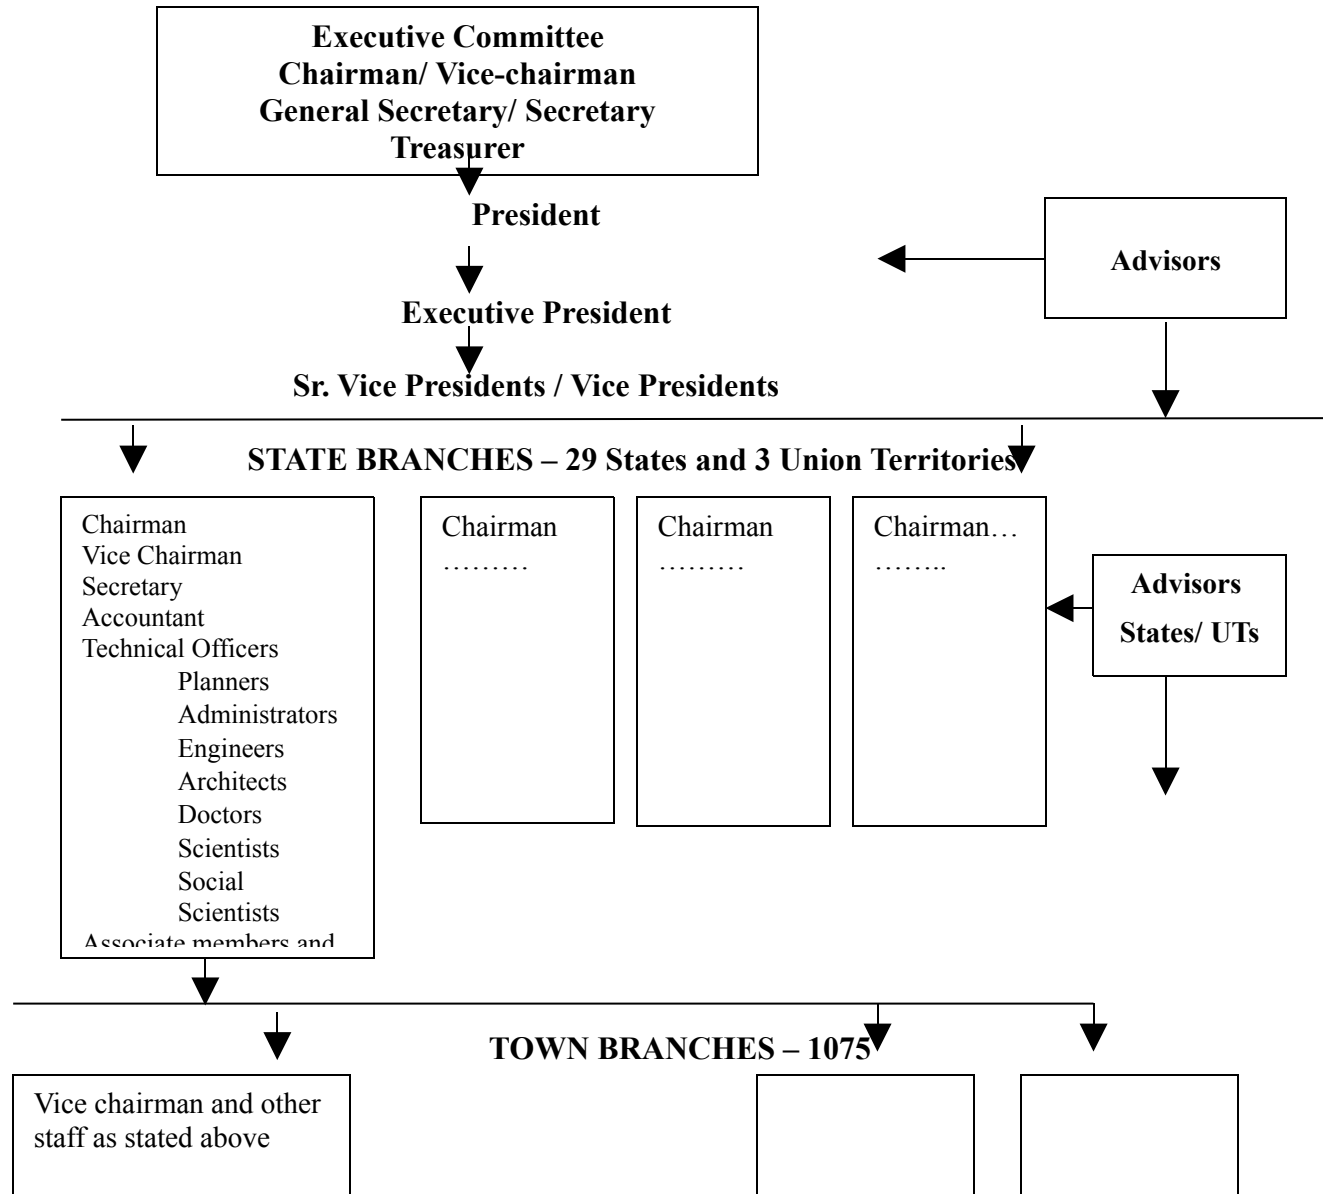 Executive Committee
Chairman/ Vice-chairman
General Secretary/ Secretary
Treasurer
President
Advisors
Executive President
Sr. Vice Presidents / Vice Presidents
STATE BRANCHES – 29 States and 3 Union Territories
Chairman
Vice Chairman
Secretary
Accountant
Technical Officers
Planners
Administrators
Engineers
Architects
Doctors
Scientists
Social
Scientists
Associate members and
Chairman
………
Chairman
………
Chairman…
……..
Advisors
States/ UTs
TOWN BRANCHES – 1075
Vice chairman and other
staff as stated above